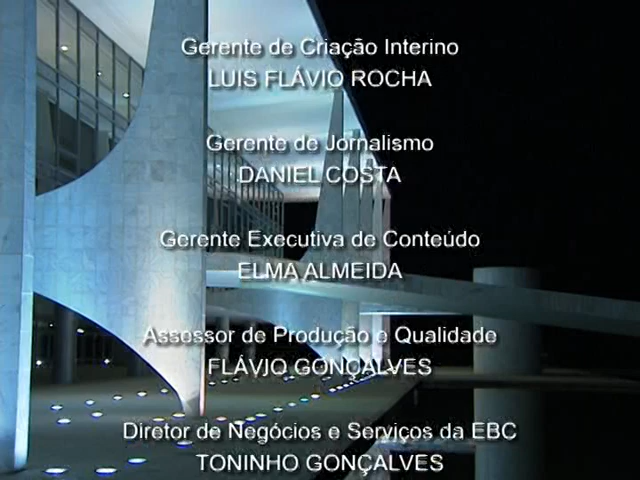 Gerente de Criação Interino
LUIS FLÁVIO ROCHA
Gerente de Jornalismo
DANIEL COSTA
Gerente Executiva de Conteúdo
ELMA ALMEIDA
Assessor de Produção e Qualidade
FLÁVIO GONÇALVES
Diretor de Negócios e Serviços da EBC
TONINHO GONÇALVES